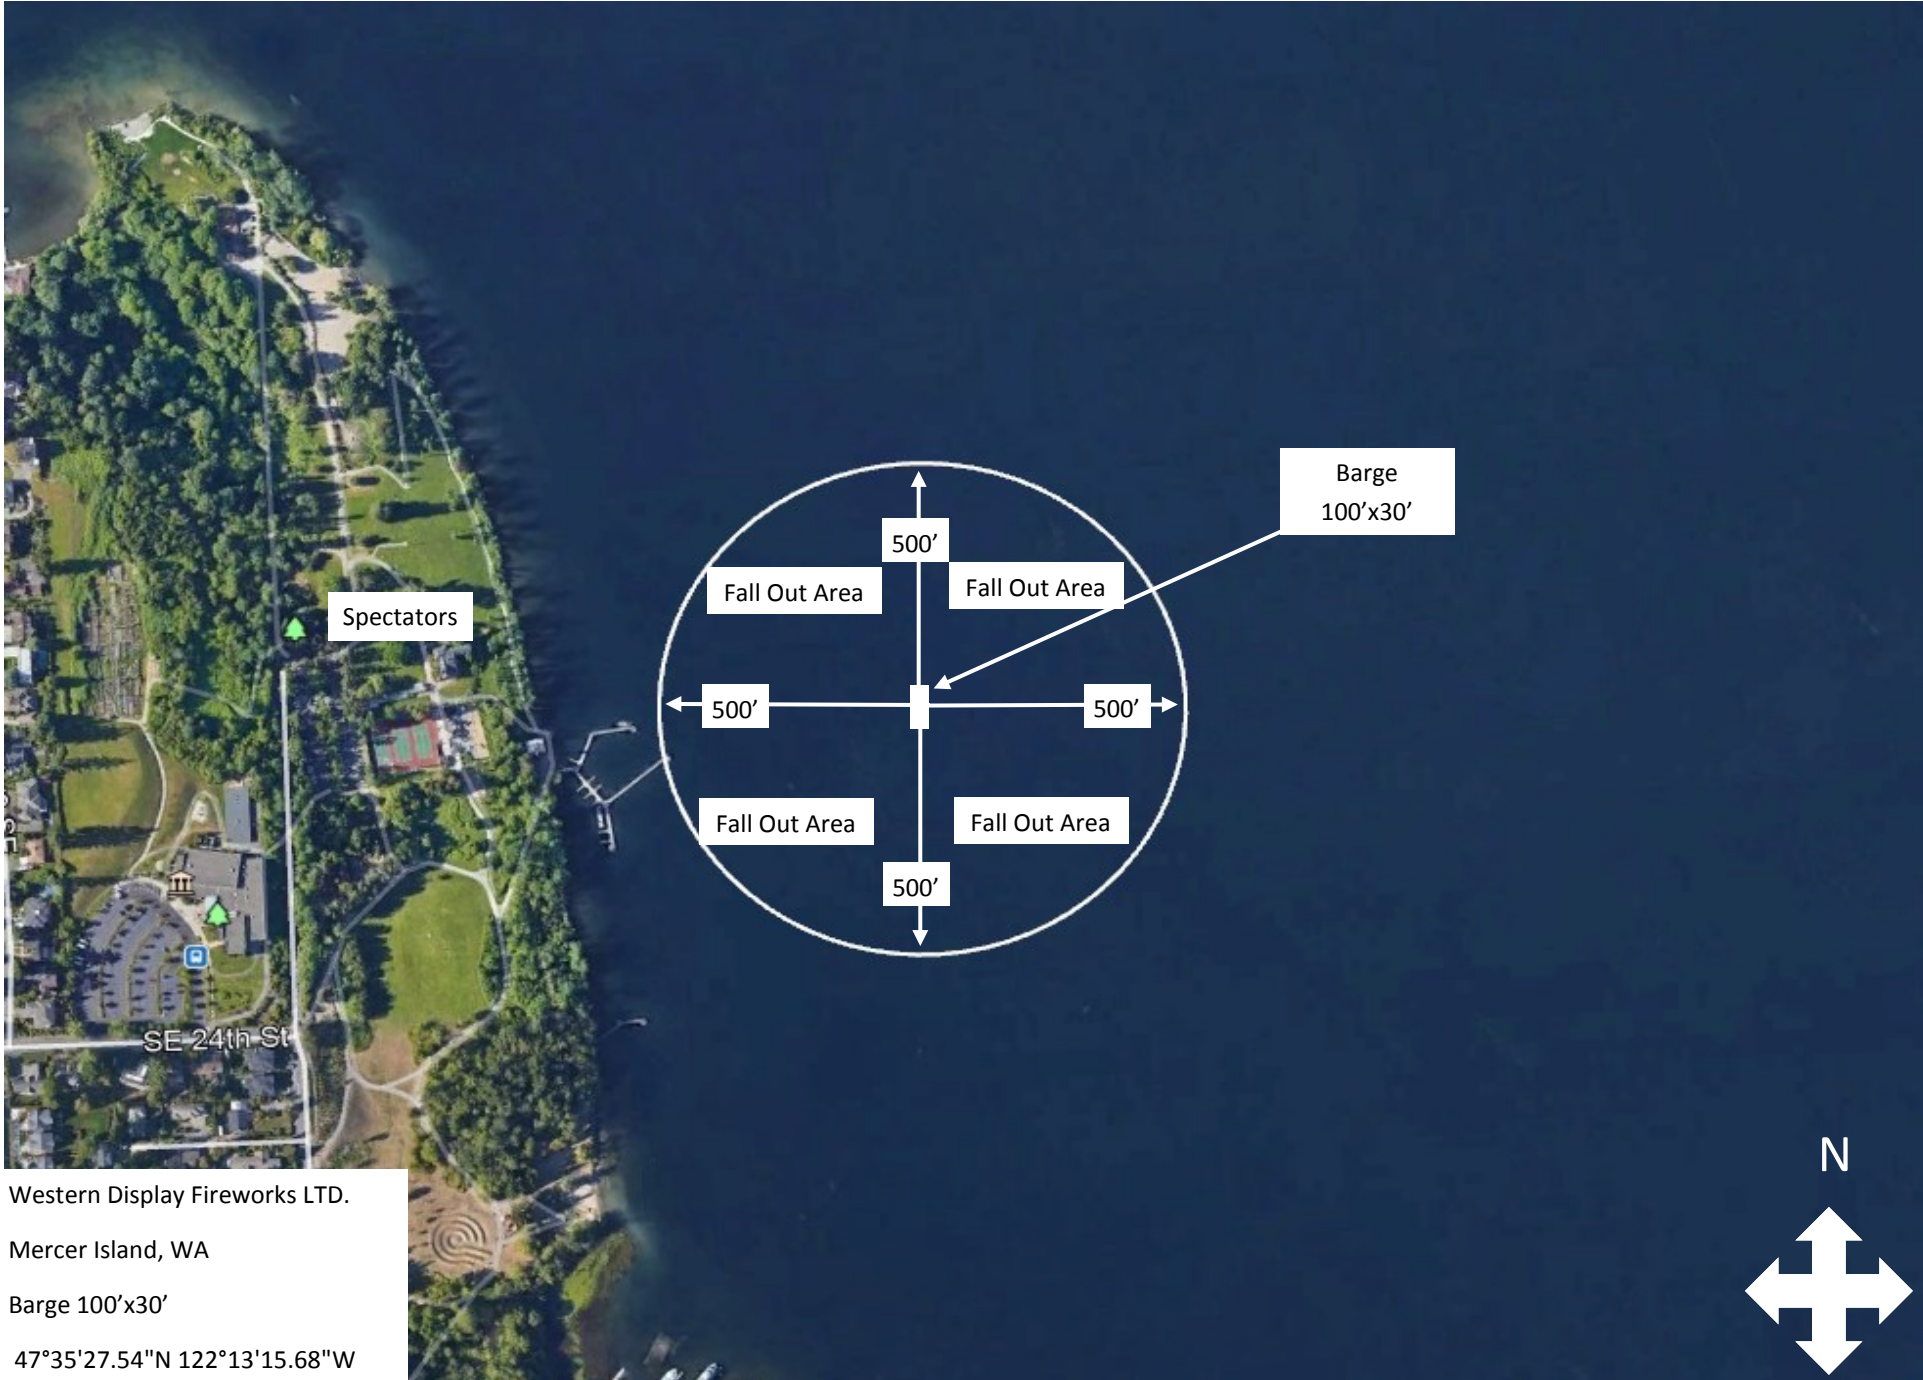 Barge
100’x30’
500’
Fall Out Area
Fall Out Area
Spectators
500’
500’
Fall Out Area
Fall Out Area
500’
SE 24th St
N
Western Display Fireworks LTD.
Mercer Island, WA
Barge 100’x30’
47°35'27.54"N 122°13'15.68"W